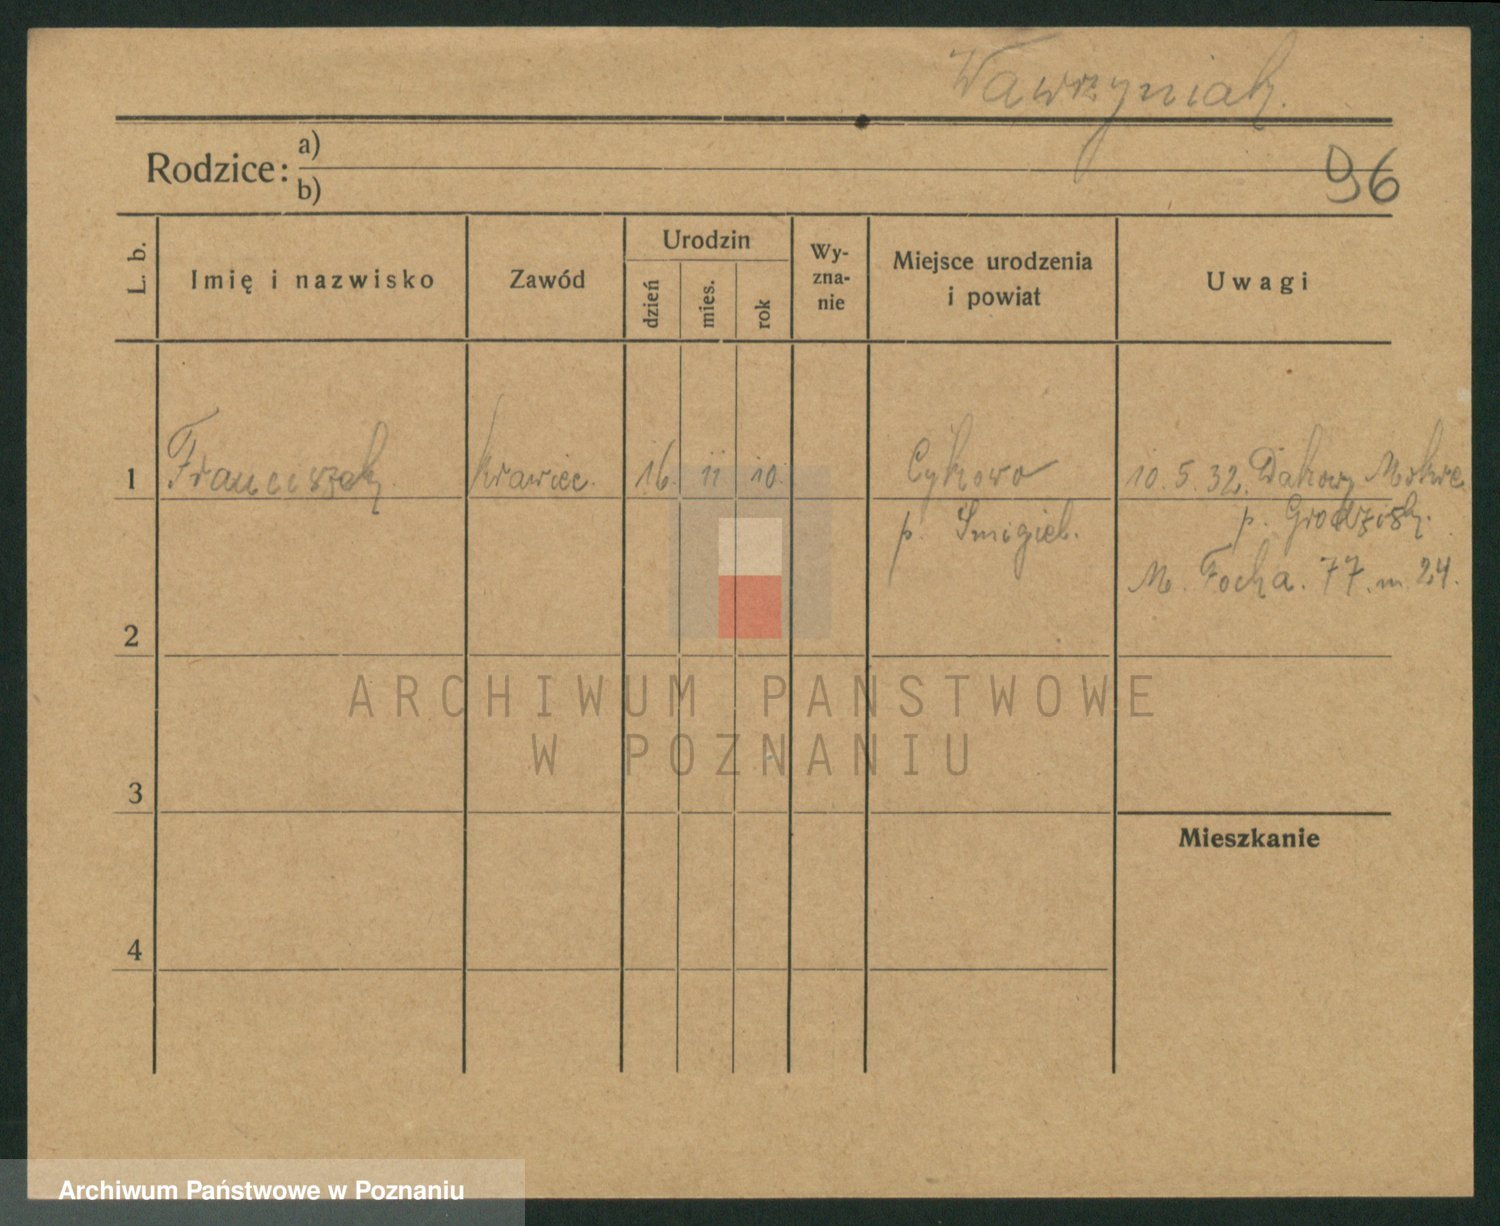 Wawrzyniak.
Rodzice: a)
b)
96
L. b.
Imię i nazwisko
Zawód
Urodzin
dzień
mies.
rok
Wy-
zna-
nie
Miejsce urodzenia
i powiat
Uwagi
1 Franciszek. krawiec. 16. 11 10. Cykowo 10. 5. 32. Dakowy Mokre
p. Śmigiel. p. Grodzisk.
M. Focha. 77. m. 24.
2
ARCHIWUM PAŃSTWOWE
W POZNANIU
3
Mieszkanie
4
Archiwum Państwowe w Poznaniu